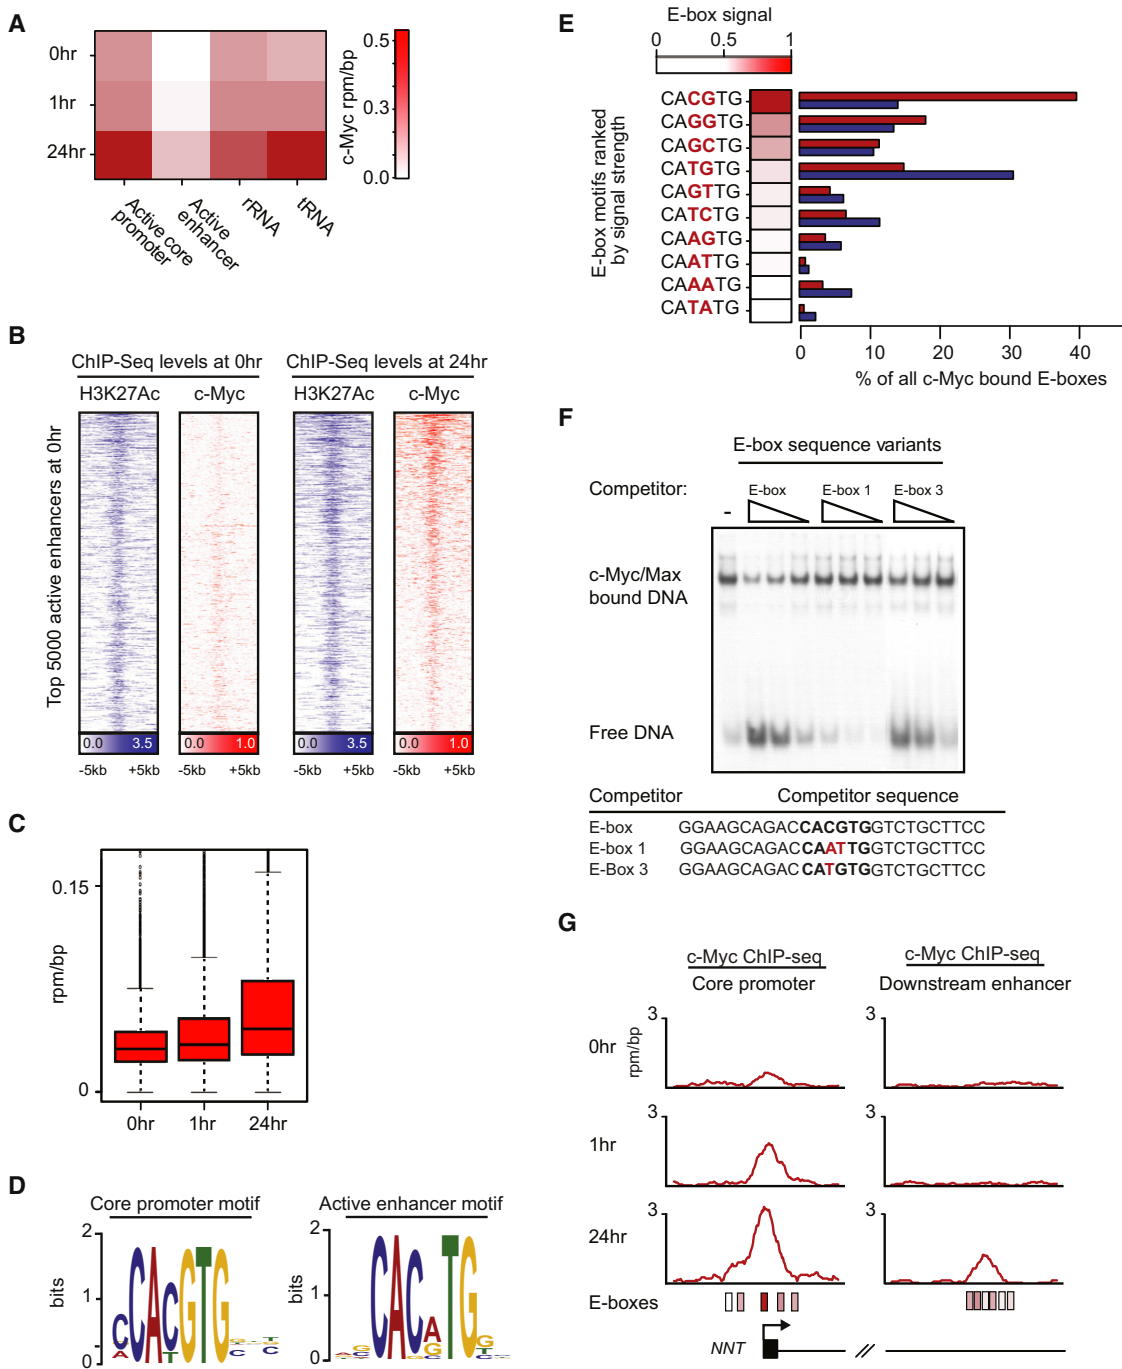 A
0hr
1hr
24hr
Active core promoter
Active enhancer
rRNA
tRNA
0.5
0.3
0.0
c-Myc rpm/bp
B
ChIP-Seq levels at 0hr
ChIP-Seq levels at 24hr
H3K27Ac
c-Myc
H3K27Ac
c-Myc
Top 5000 active enhancers at 0hr
0.0 3.5
0.0 1.0
0.0 3.5
0.0 1.0
-5kb +5kb
-5kb +5kb
-5kb +5kb
-5kb +5kb
C
0.15
0
rpm/bp
0hr
1hr
24hr
D
Core promoter motif
Active enhancer motif
2
1
0
bits
CCACGTG
A T C C
2
1
0
bits
CACATG
E
E-box signal
0 0.5 1
E-box motifs ranked by signal strength
CACGTG
CAGGTG
CAGCTG
CATGTG
CAGTTG
CATCTG
CAAGTG
CAATTG
CAAATG
CATATG
0 10 20 30 40
% of all c-Myc bound E-boxes
F
E-box sequence variants
Competitor:
- E-box E-box 1 E-box 3
c-Myc/Max
bound DNA
Free DNA
Competitor Competitor sequence
E-box GGAAGCAGACCACGTGGTCTGCTTCC
E-box 1 GGAAGCAGACCAATTGGTCTGCTTCC
E-Box 3 GGAAGCAGACCATGTGGTCTGCTTCC
G
c-Myc ChIP-seq
Core promoter
c-Myc ChIP-seq
Downstream enhancer
0hr
3
rpm/bp
3
1hr
3
3
24hr
3
3
E-boxes
NNT
//